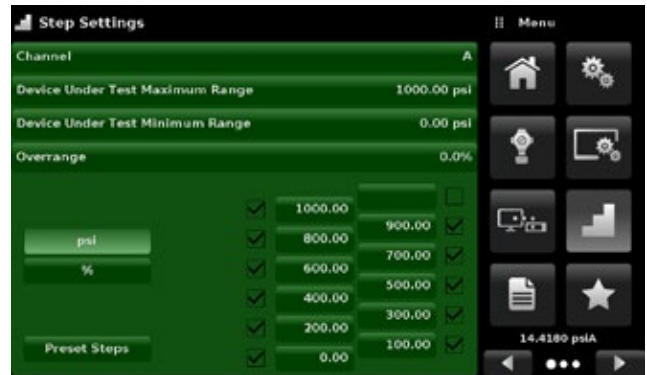 Step Settings
Menu
Channel A
Device Under Test Maximum Range 1000.00 psi
Device Under Test Minimum Range 0.00 psi
Overrange 0.0%
1000.00
900.00
psi
800.00
700.00
%
600.00
500.00
400.00
300.00
200.00
Preset Steps
100.00
0.00
14.4180 psiA